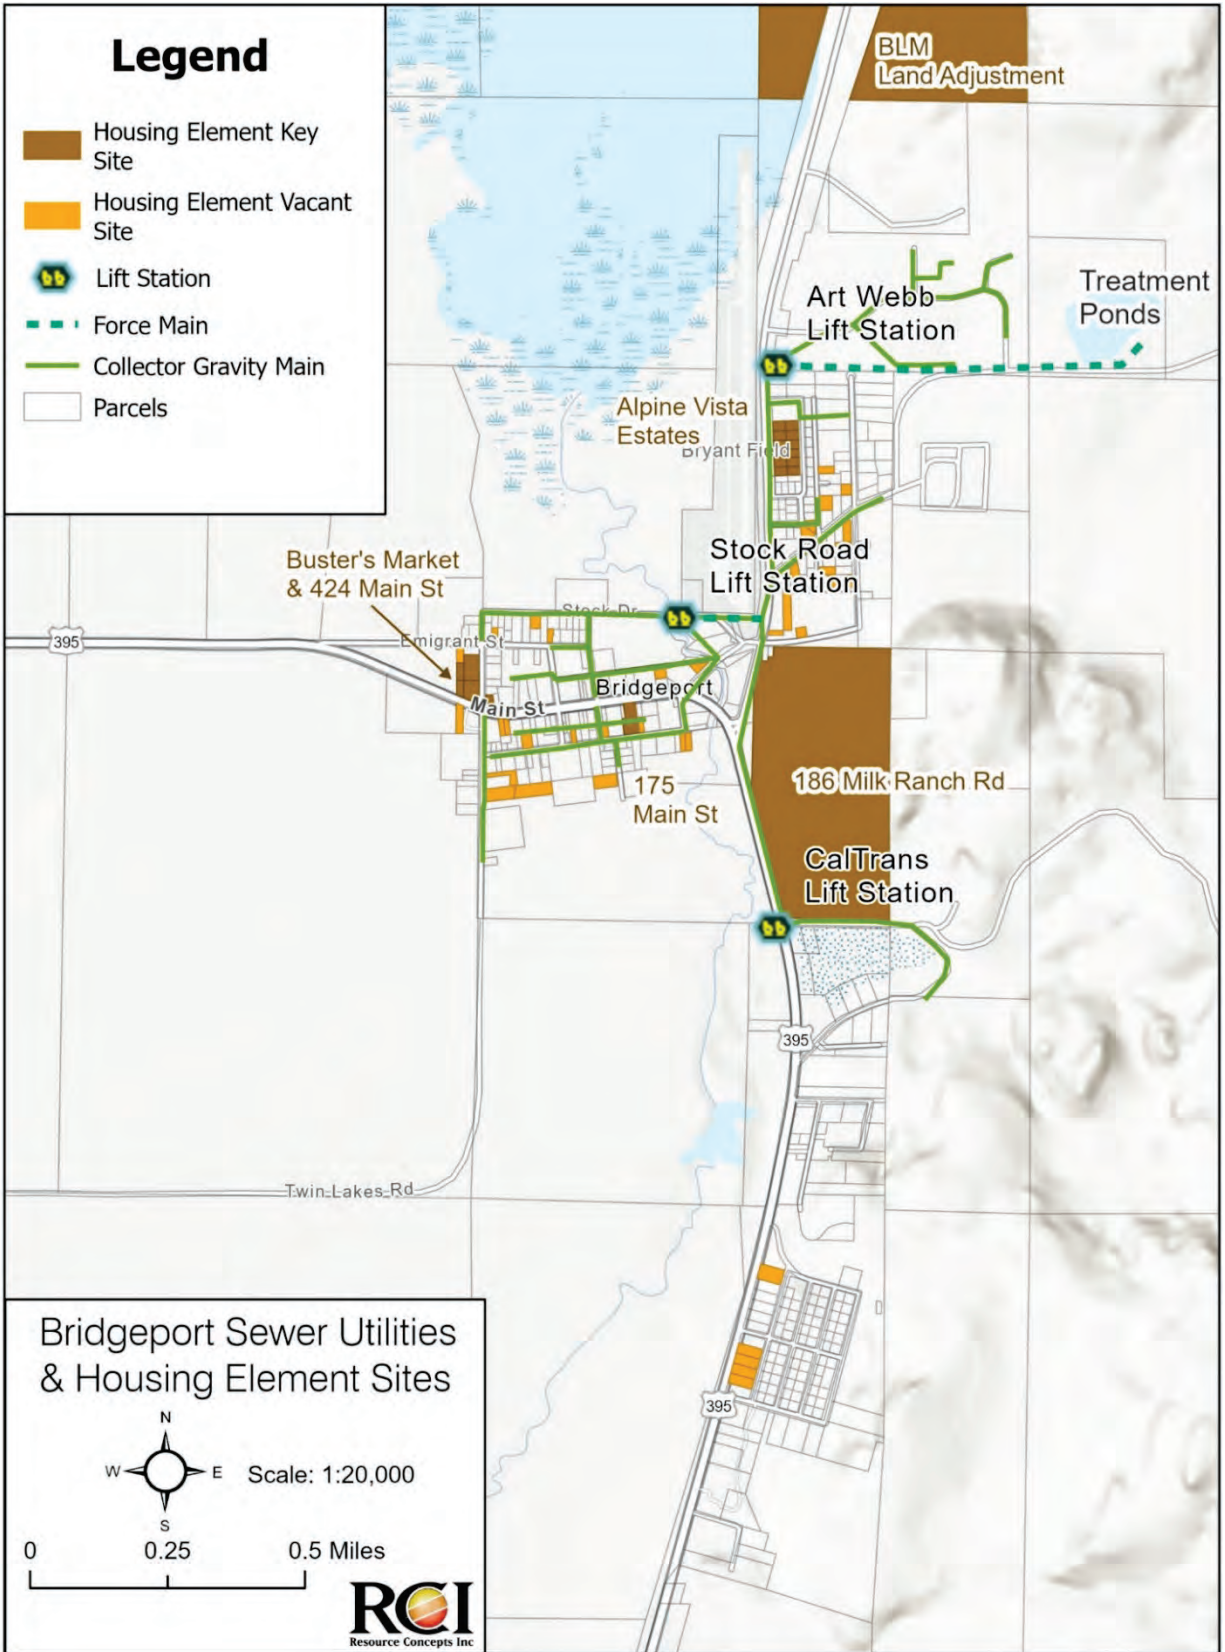 Legend
Housing Element Key
Site
Housing Element Vacant
Site
Lift Station
Force Main
Collector Gravity Main
Parcels
BLM
Land Adjustment
Treatment
Ponds
Art Webb
Lift Station
Alpine Vista
Estates
Bryant Field
Stock Road
Lift Station
Buster's Market
& 424 Main St
Stock Dr
395
Emigrant St
Main St
Bridgeport
186 Milk Ranch Rd
175
Main St
CalTrans
Lift Station
395
Twin Lakes Rd
395
Bridgeport Sewer Utilities
& Housing Element Sites
N
W E
S
Scale: 1:20,000
0 0.25 0.5 Miles
RCI
Resource Concepts Inc